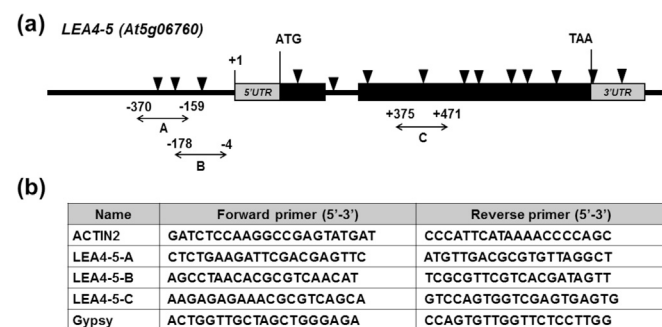 (a) LEA4-5 (At5g06760)
ATG TAA
+1
5'UTR 3'UTR
-370 -159 +375 +471
A C
-178 -4
B
(b)
Name Forward primer (5'-3') Reverse primer (5'-3')
ACTIN2 GATCTCCAAGGCCGAGTATGAT CCCATTCATAAAACCCCAGC
LEA4-5-A CTCTGAAGATTCGACGAGTTC ATGTTGACGCGTGTTAGGCT
LEA4-5-B AGCCTAACACGCGTCAACAT TCGCGTTCGTCACGATAGTT
LEA4-5-C AAGAGAGAAACGCGTCAGCA GTCCAGTGGTCGAGTGAGTG
Gypsy ACTGGTTGCTAGCTGGGAGA CCAGTGTTGGTTCTCCTTGG